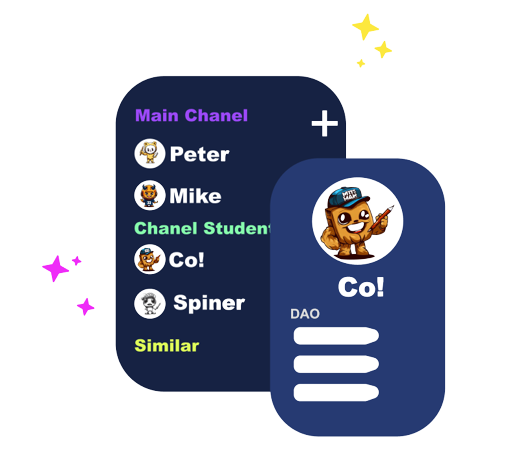 Main Chanel
Peter
Mike
Chanel Student
Co!
Spiner
Similar
Co!
DAO